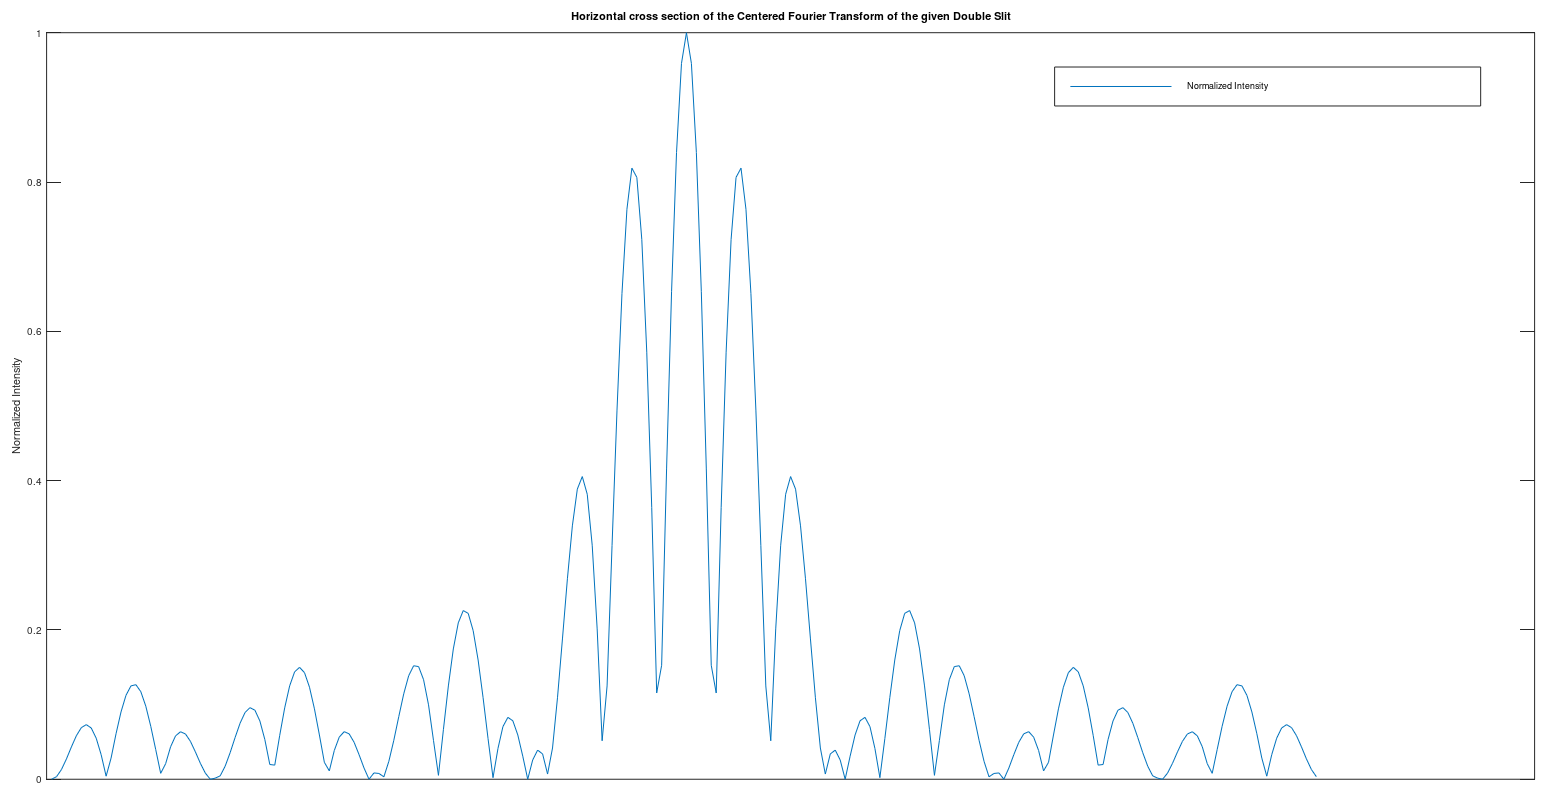 Horizontal cross section of the Centered Fourier Transform of the given Double Slit
1
Normalized Intensity
0.8
0.6
Normalized Intensity
0.4
0.2
0